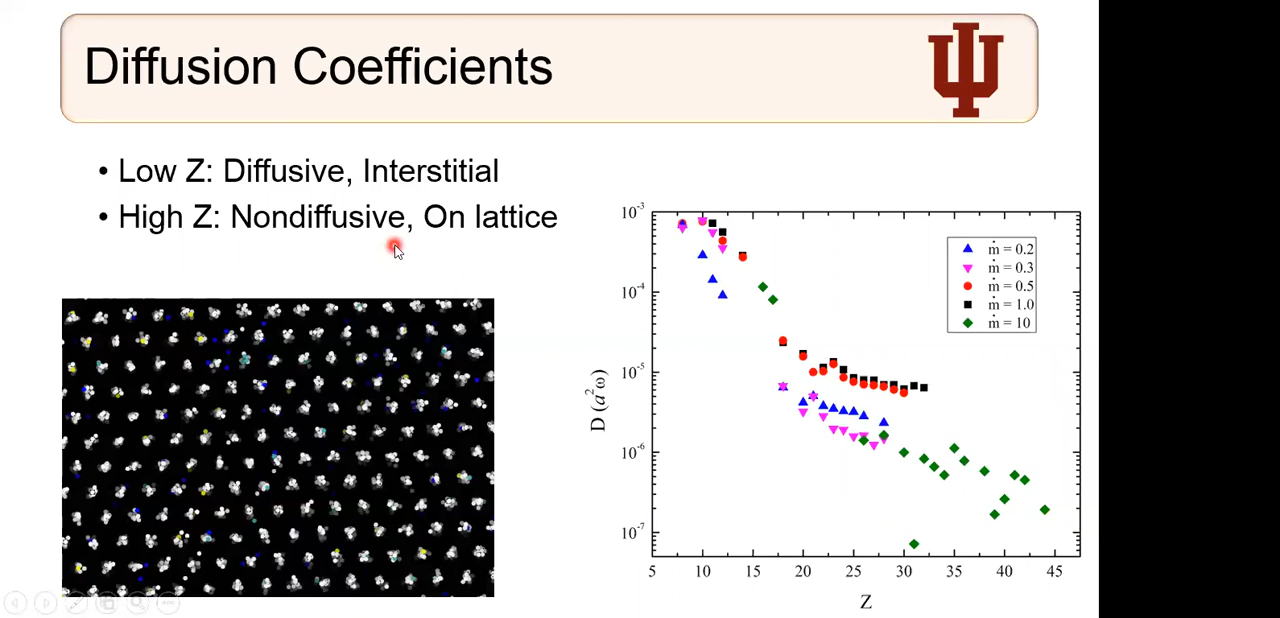 Diffusion Coefficients
• Low Z: Diffusive, Interstitial
• High Z: Nondiffusive, On lattice
10⁻³
10⁻⁴
10⁻⁵
10⁻⁶
10⁻⁷
D (a²ω)
ṁ = 0.2
ṁ = 0.3
ṁ = 0.5
ṁ = 1.0
ṁ = 10
5 10 15 20 25 30 35 40 45
Z